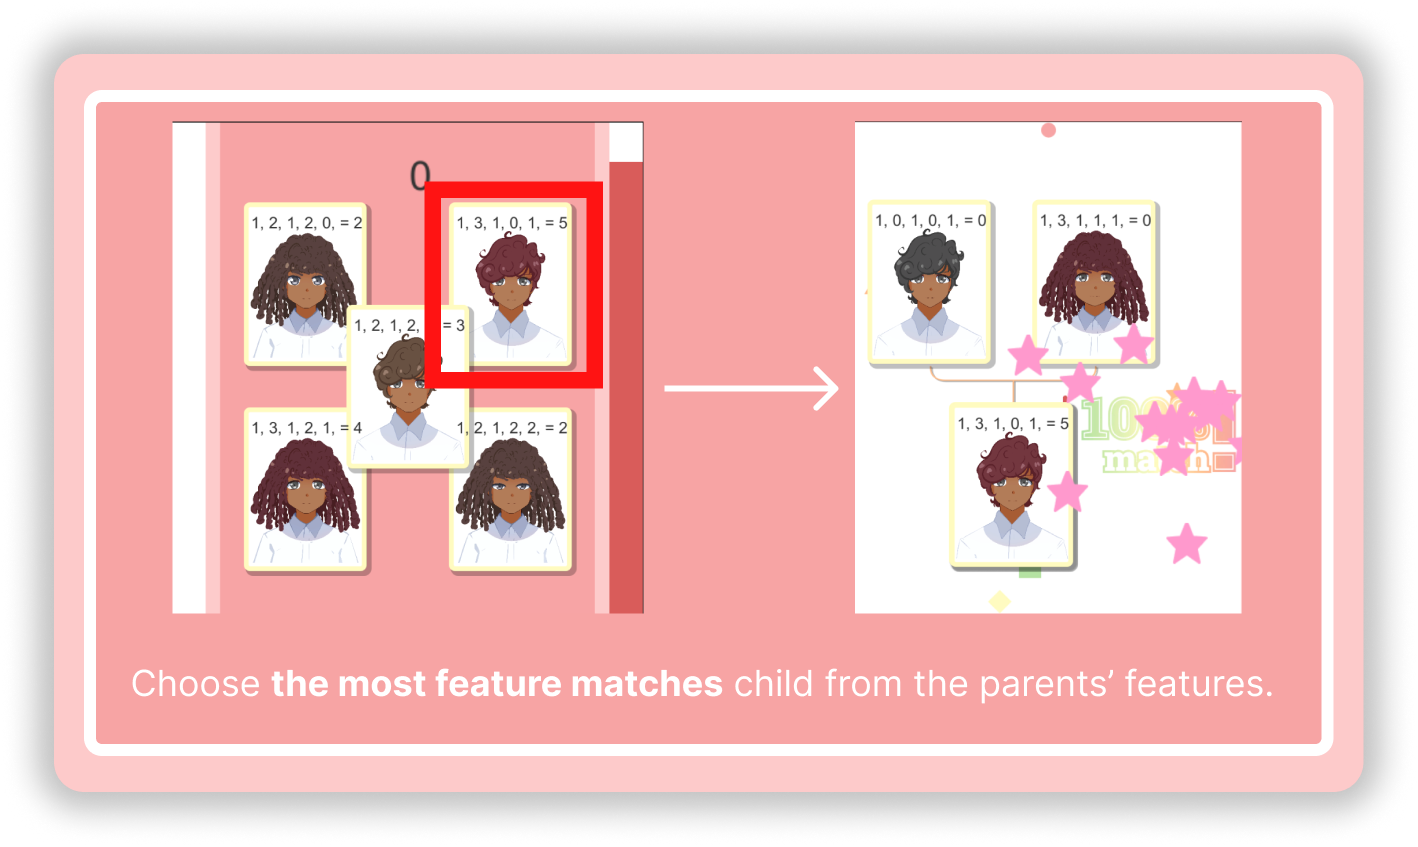 0
1, 2, 1, 2, 0, = 2
1, 3, 1, 0, 1, = 5
1, 2, 1, 2, = 3
1, 3, 1, 2, 1, = 4
1, 2, 1, 2, 2, = 2
1, 0, 1, 0, 1, = 0
1, 3, 1, 1, 1, = 0
1, 3, 1, 0, 1, = 5
Choose the most feature matches child from the parents’ features.